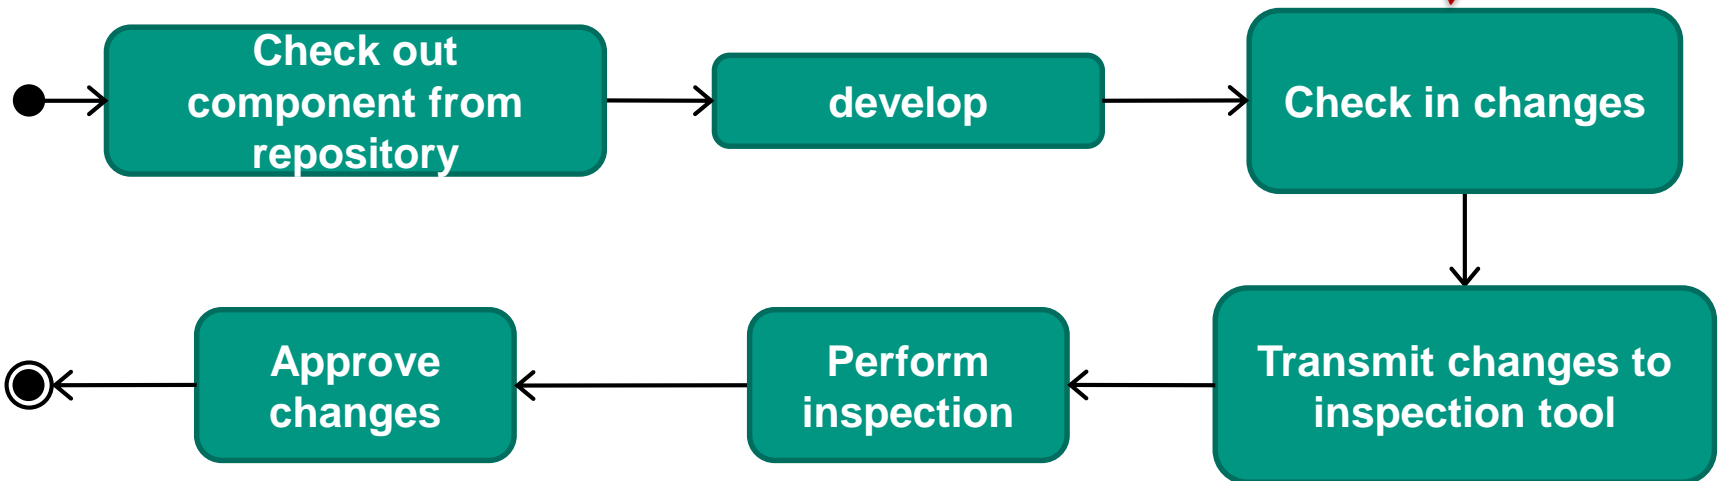 Check out
component from
repository
develop
Check in changes
Transmit changes to
inspection tool
Perform
inspection
Approve
changes